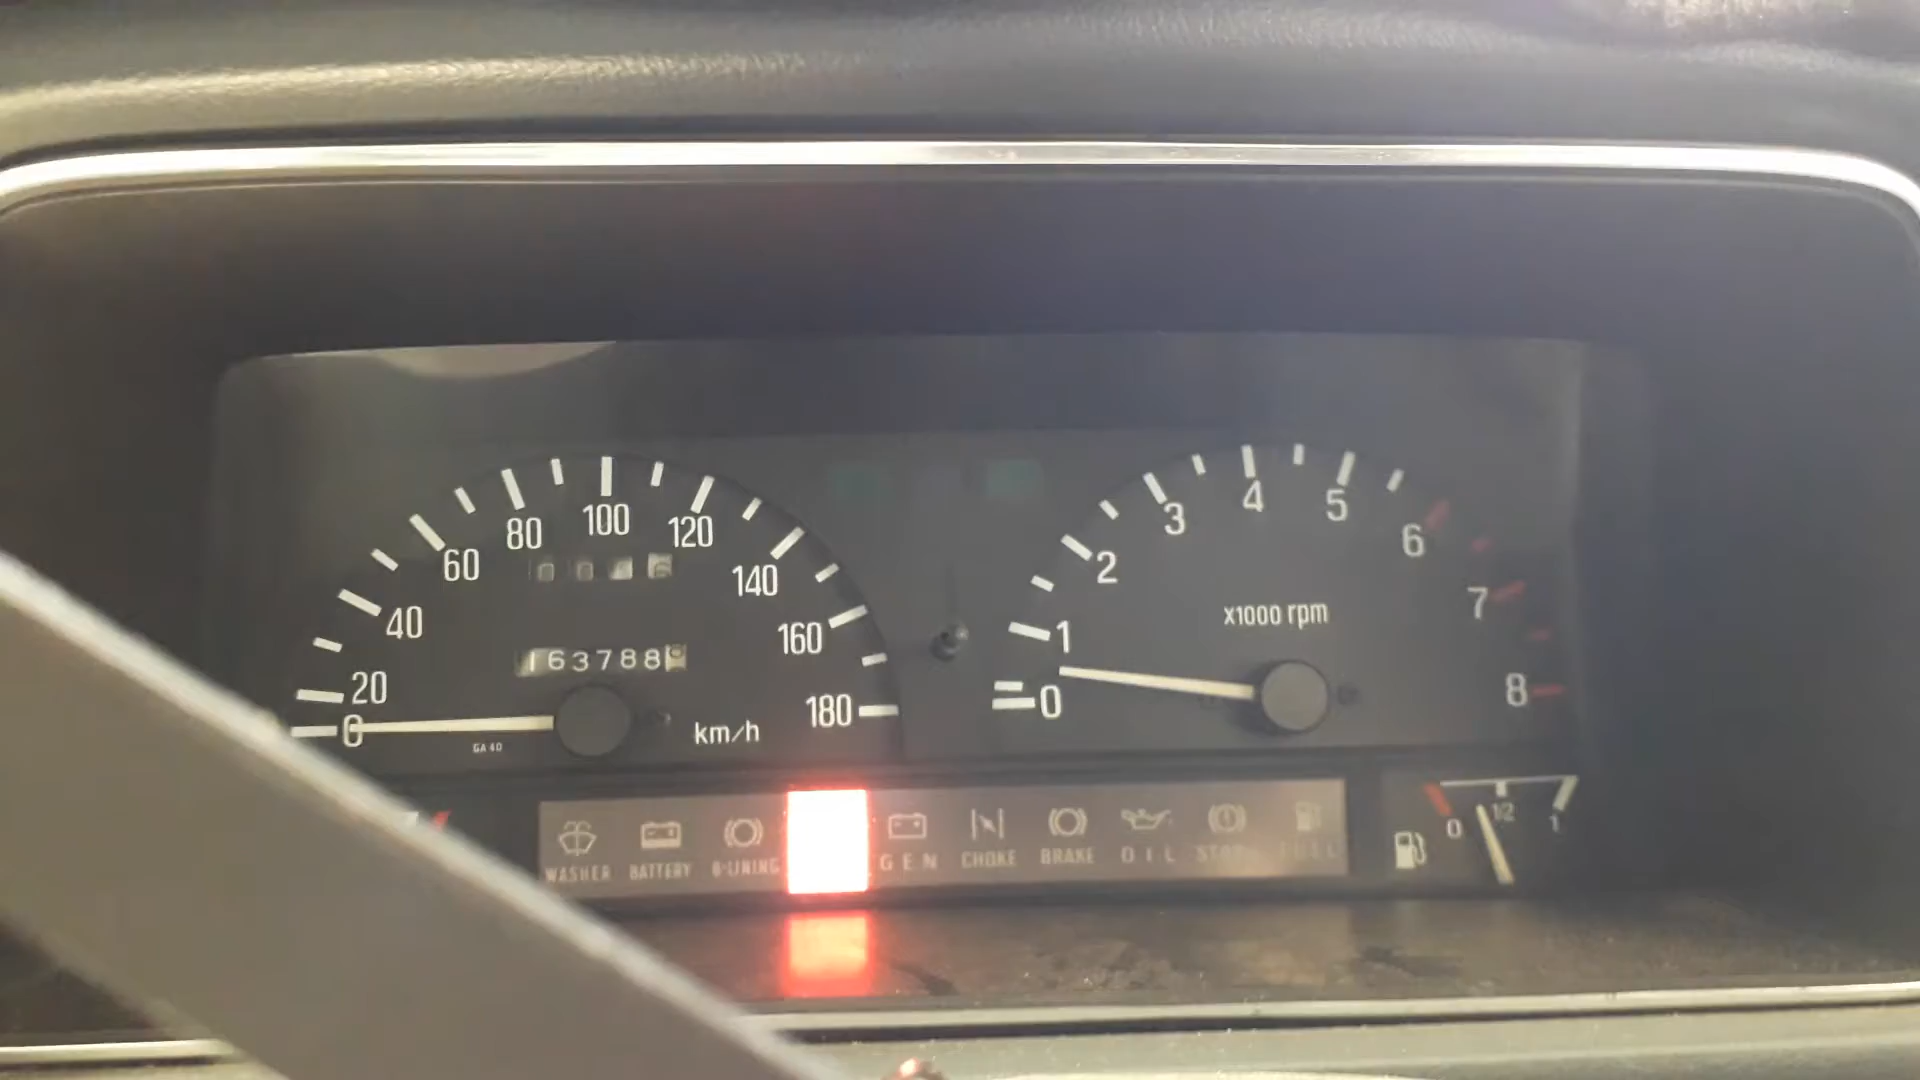 0 20 40 60 80 100 120 140 160 180
163788
km/h
GA 40
0 1 2 3 4 5 6 7 8
x1000 rpm
WASHER BATTERY B-LINING GEN CHOKE BRAKE OIL
0 1/2 1